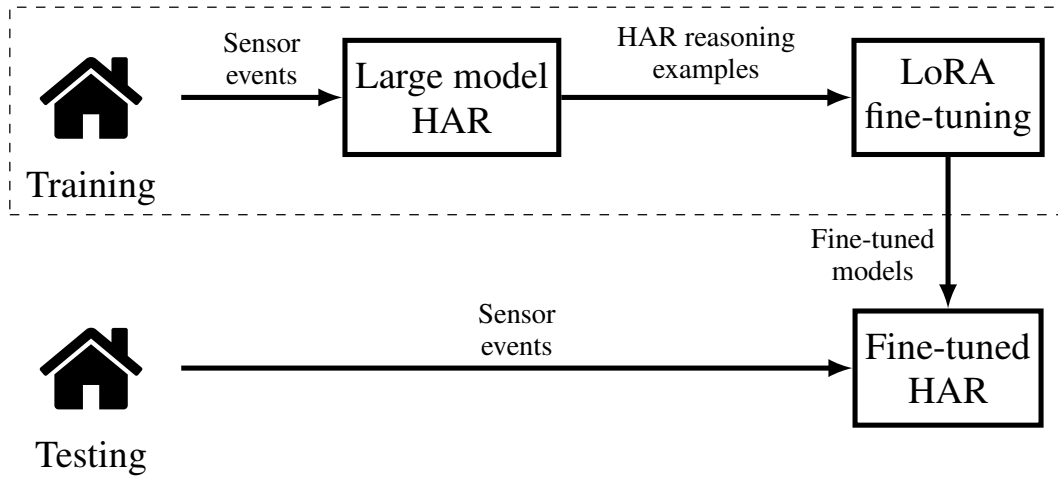 Sensor
events
Large model
HAR
HAR reasoning
examples
LoRA
fine-tuning
Training
Fine-tuned
models
Sensor
events
Fine-tuned
HAR
Testing